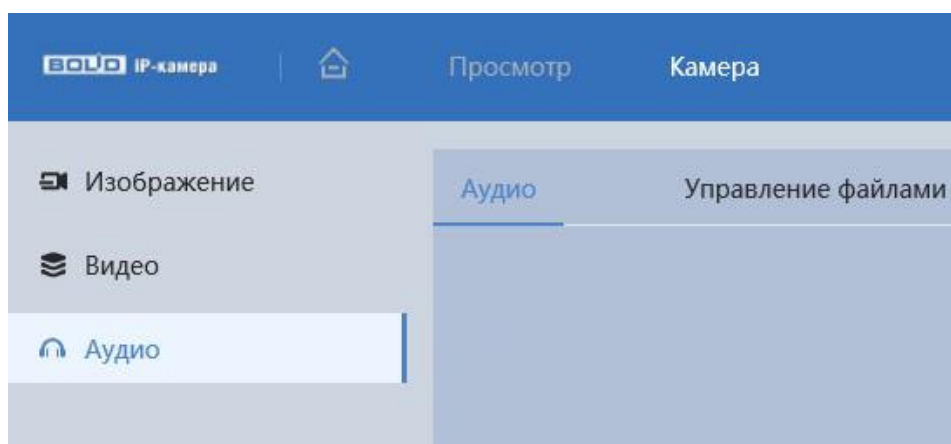 BOLID IP-камера Просмотр Камера
Изображение
Аудио Управление файлами
Видео
Аудио